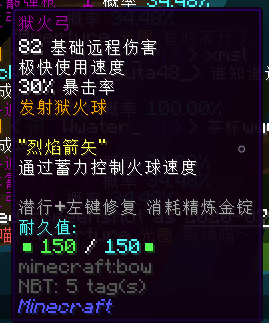 狱火弓
82 基础远程伤害
极快使用速度
30% 暴击率
发射狱火球
"烈焰箭矢"
通过蓄力控制火球速度
潜行+左键修复 消耗精炼金锭
耐久值:
150 / 150
minecraft:bow
NBT: 5 tag(s)
Minecraft